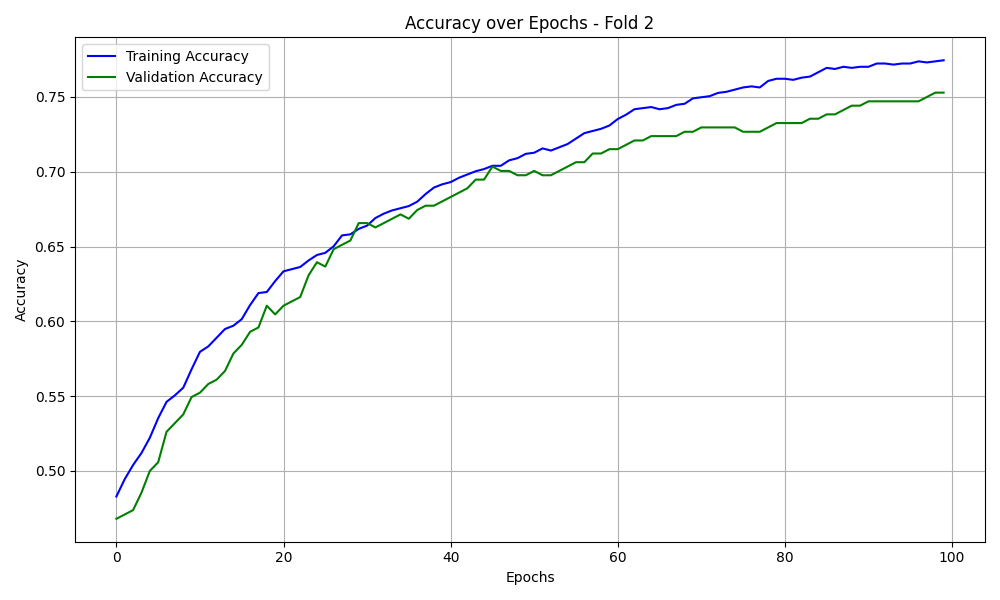 Accuracy over Epochs - Fold 2
Training Accuracy
Validation Accuracy
Accuracy
0.75
0.70
0.65
0.60
0.55
0.50
0 20 40 60 80 100
Epochs